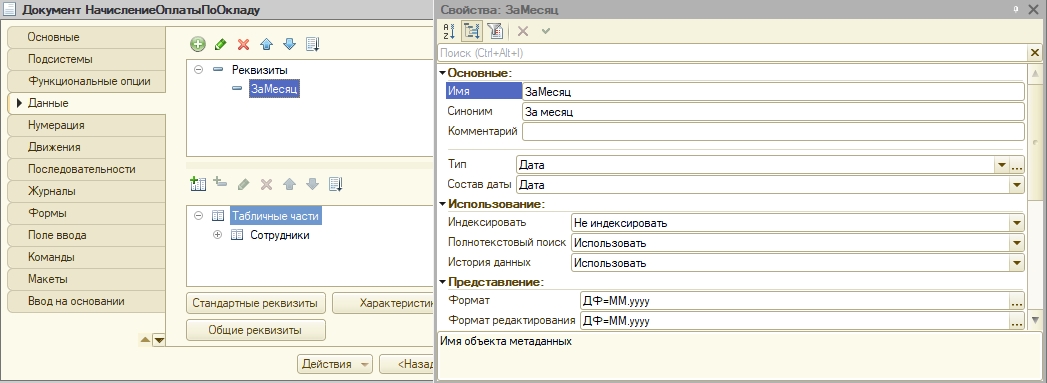 Документ НачислениеОплатыПоОкладу
Основные
Подсистемы
Функциональные опции
Данные
Нумерация
Движения
Последовательности
Журналы
Формы
Поле ввода
Команды
Макеты
Ввод на основании
Реквизиты
ЗаМесяц
Табличные части
Сотрудники
Стандартные реквизиты
Характеристик
Общие реквизиты
Действия
<Назад
Свойства: ЗаМесяц
Поиск (Ctrl+Alt+I)
Основные:
Имя ЗаМесяц
Синоним За месяц
Комментарий
Тип Дата
Состав даты Дата
Использование:
Индексировать Не индексировать
Полнотекстовый поиск Использовать
История данных Использовать
Представление:
Формат ДФ=ММ.уууу
Формат редактирования ДФ=ММ.уууу
Имя объекта метаданных